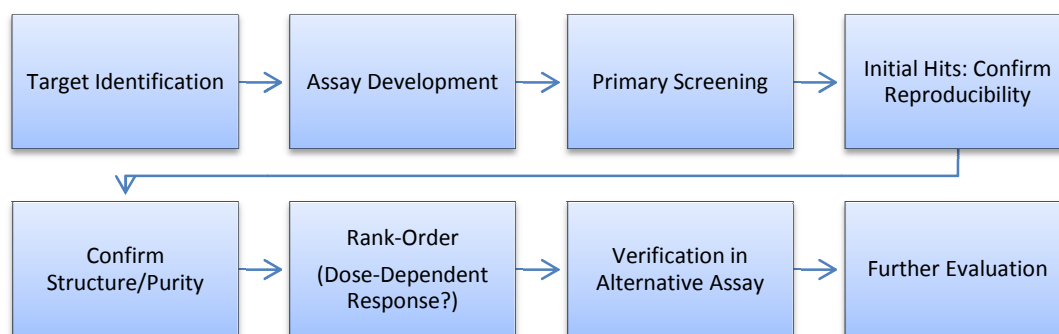 Target Identification
Assay Development
Primary Screening
Initial Hits: Confirm
Reproducibility
Confirm
Structure/Purity
Rank-Order
(Dose-Dependent
Response?)
Verification in
Alternative Assay
Further Evaluation